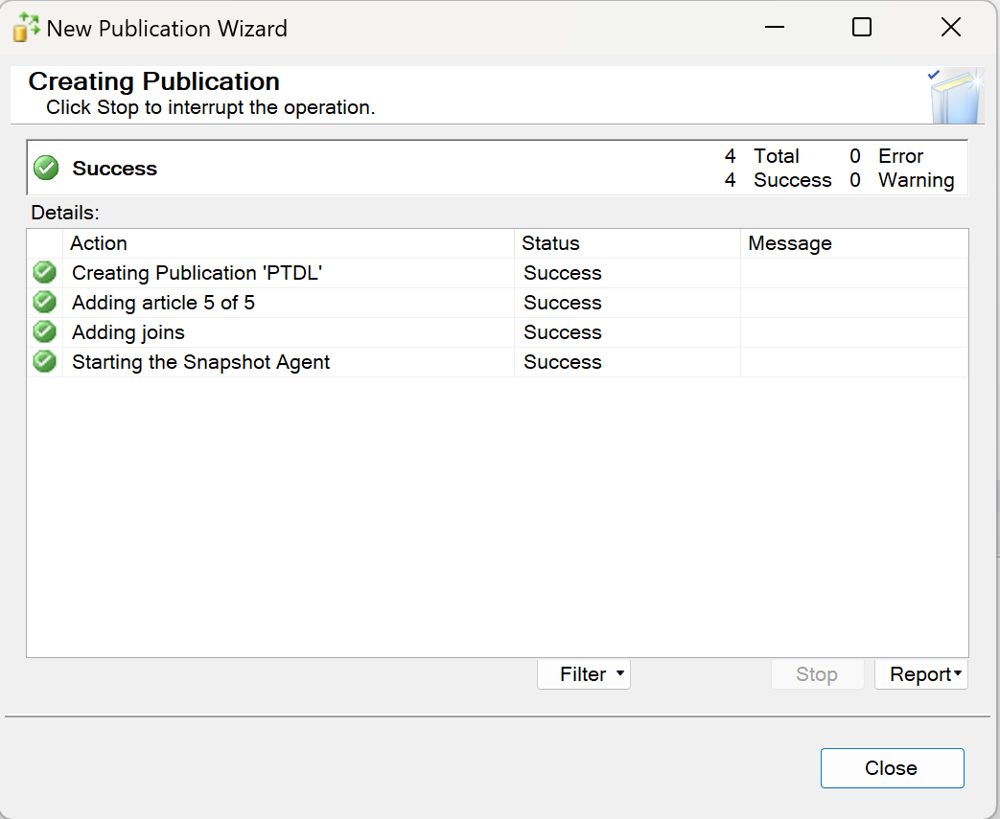 New Publication Wizard
Creating Publication
Click Stop to interrupt the operation.
Success
4 Total 0 Error
4 Success 0 Warning
Details:
Action Status Message
Creating Publication 'PTDL' Success
Adding article 5 of 5 Success
Adding joins Success
Starting the Snapshot Agent Success
Filter Stop Report
Close